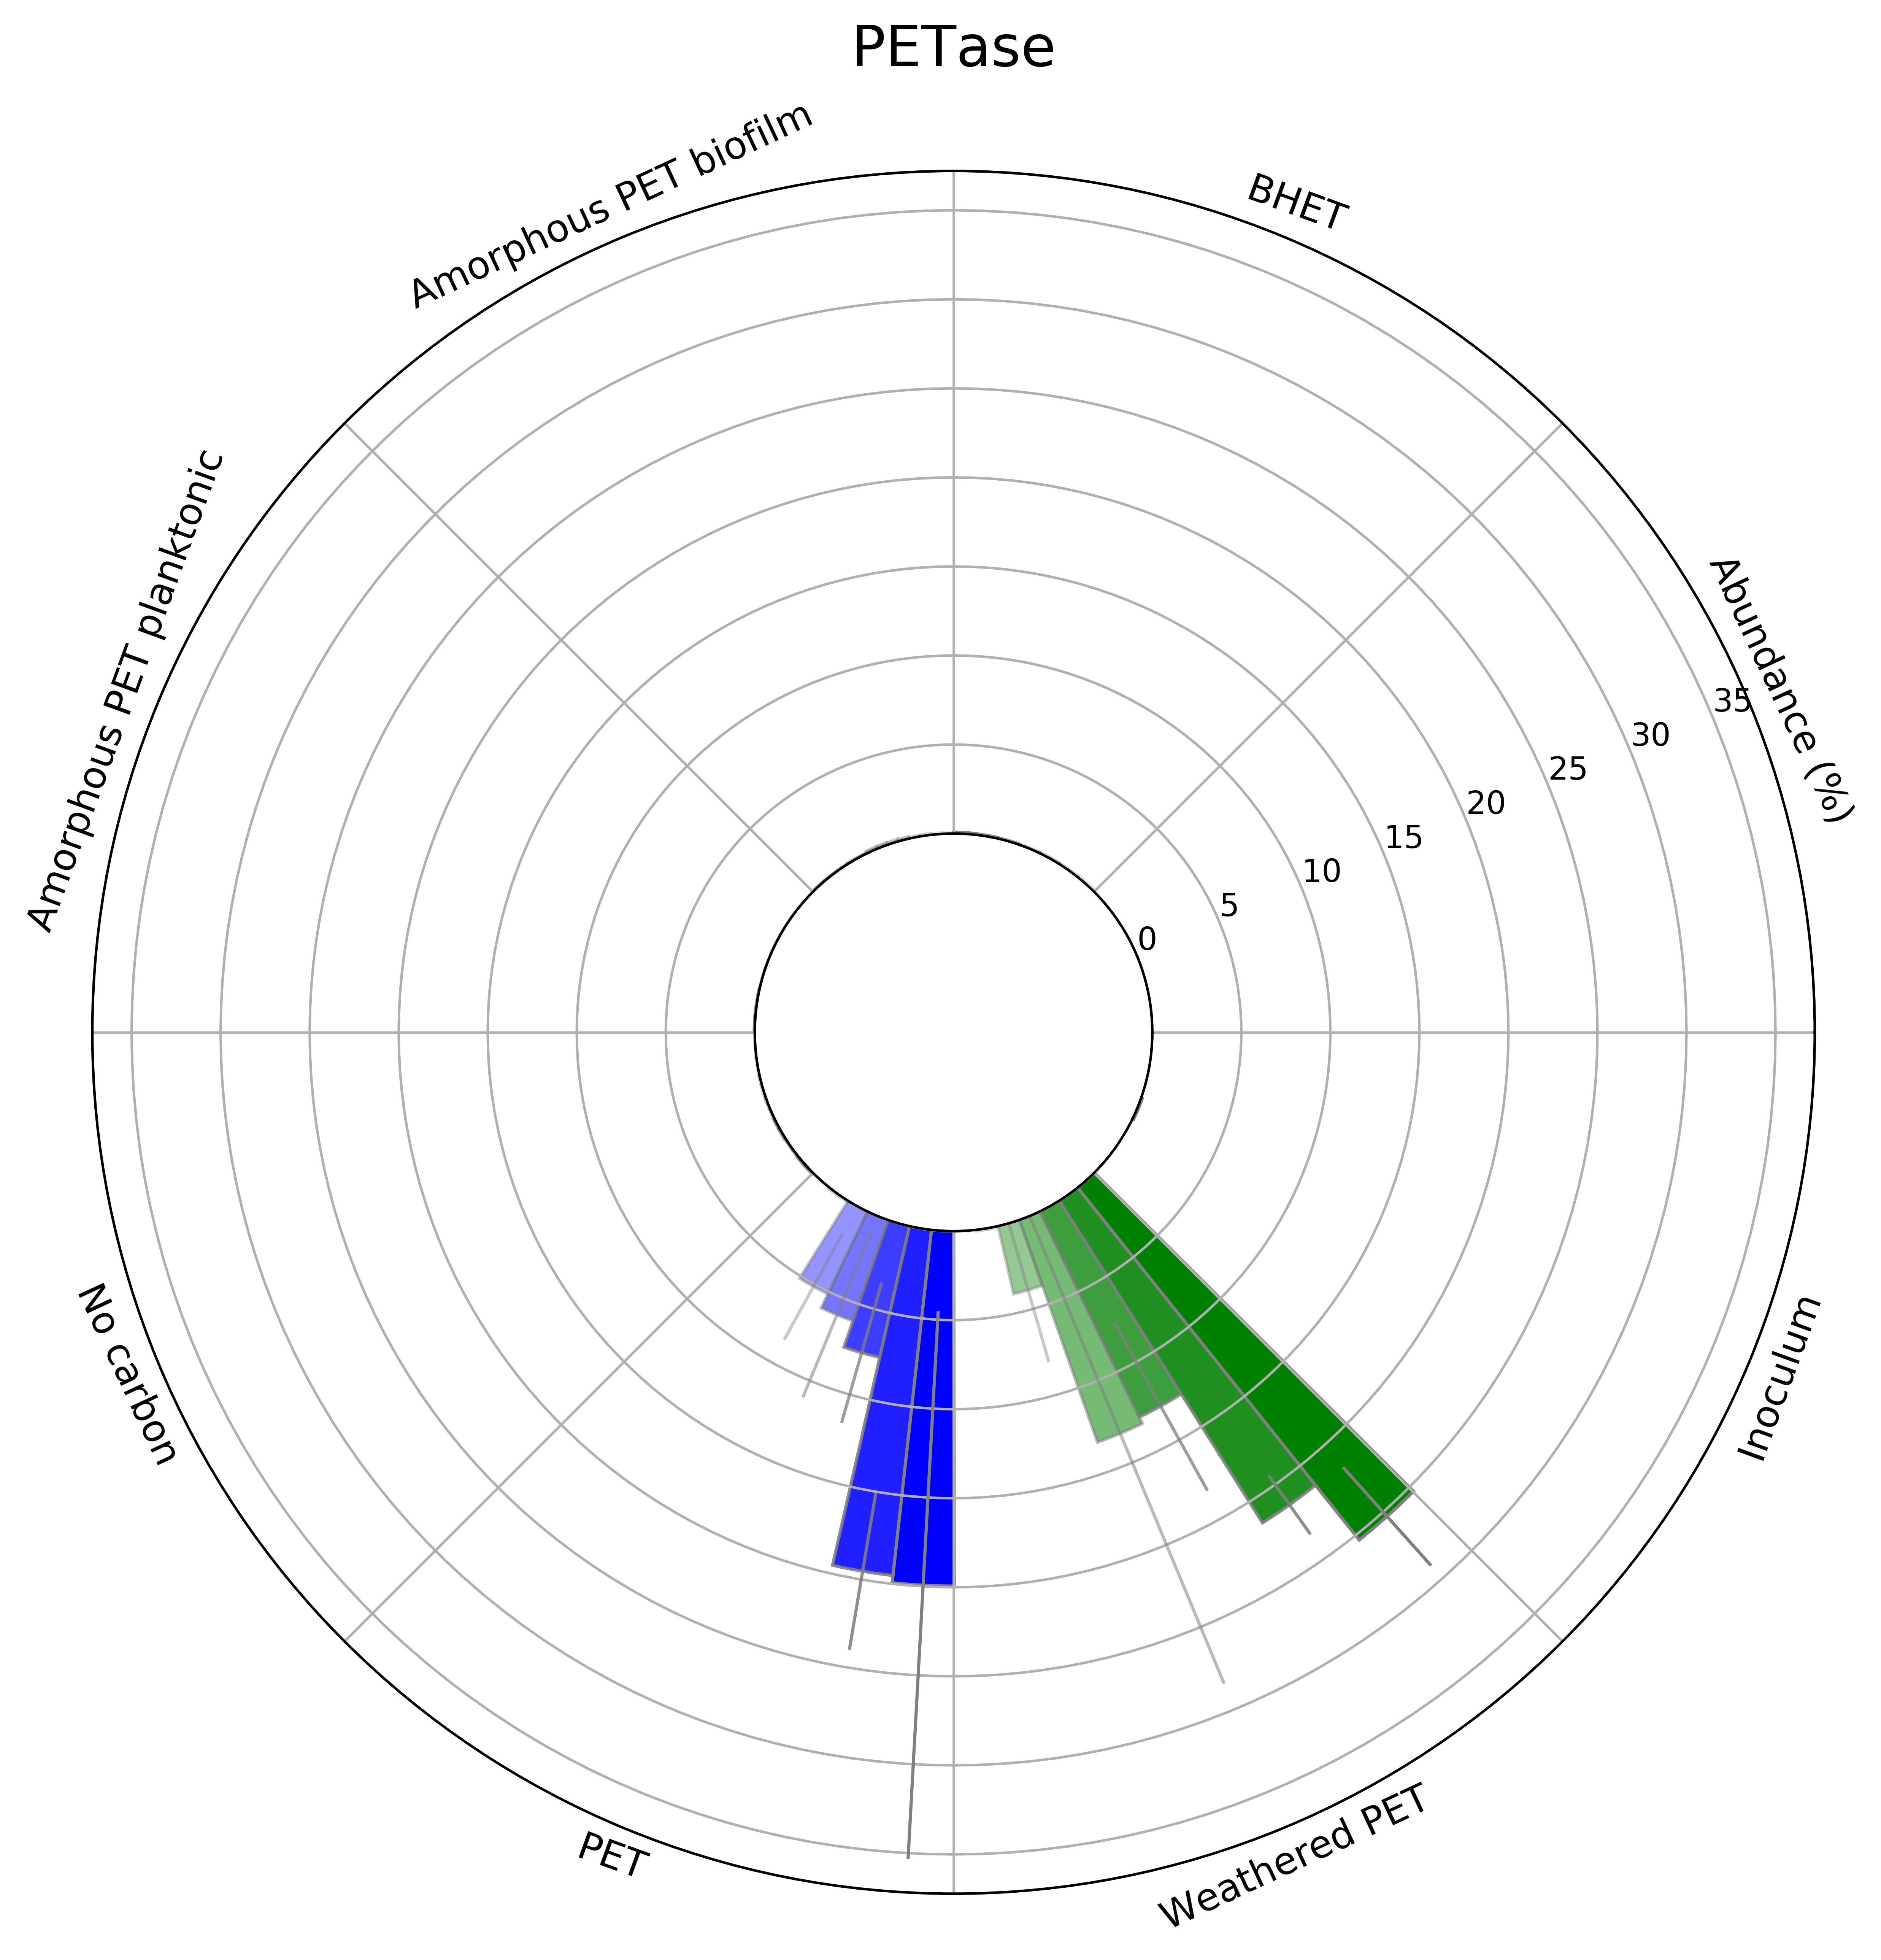 PETase
Amorphous PET biofilm
BHET
Amorphous PET planktonic
Abundance (%)
35
30
25
20
15
10
5
0
No carbon
Inoculum
PET
Weathered PET